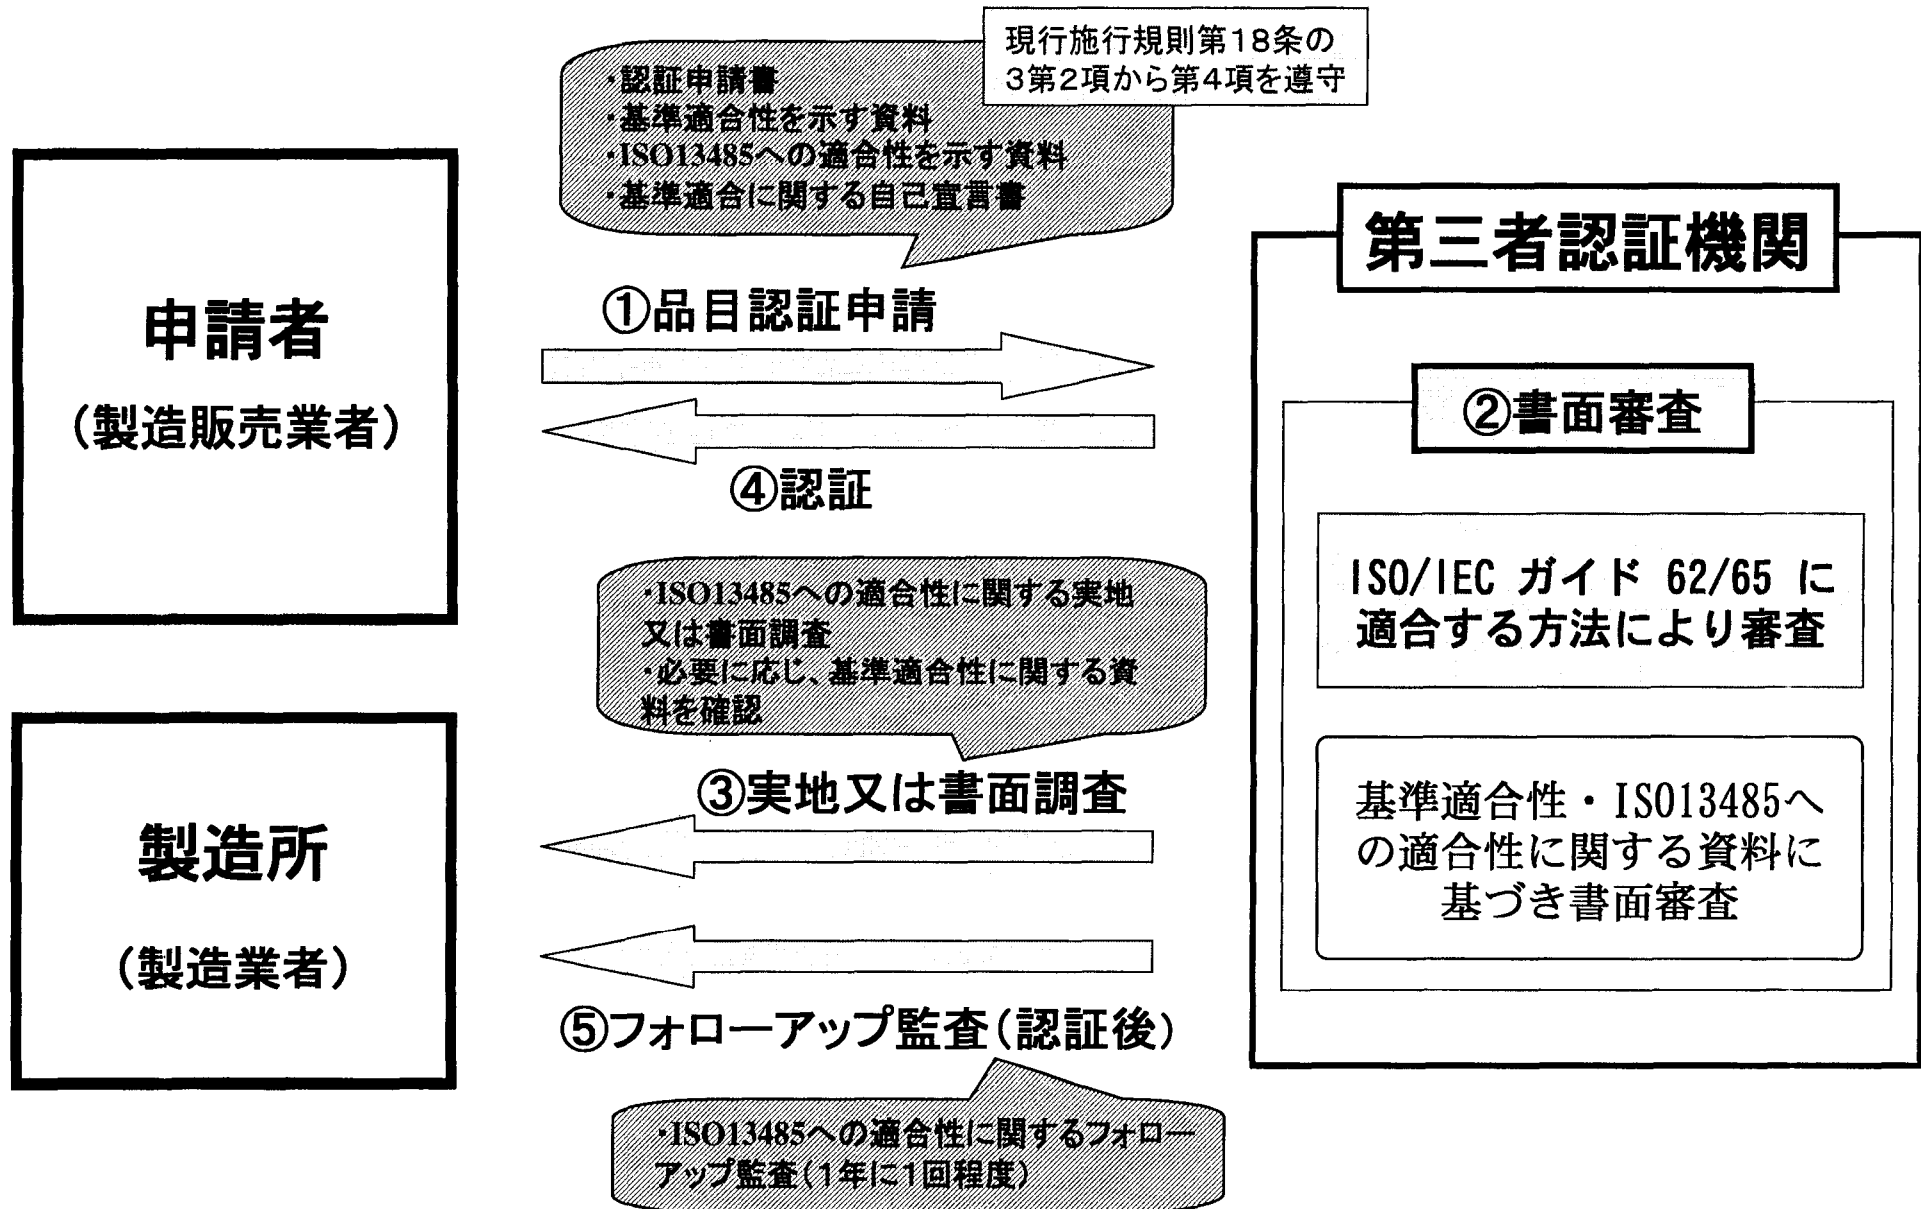 現行施行規則第18条の
3第2項から第4項を遵守
・認証申請書
・基準適合性を示す資料
・ISO13485への適合性を示す資料
・基準適合に関する自己宣言書
申請者
(製造販売業者)
①品目認証申請
④認証
第三者認証機関
②書面審査
ISO/IEC ガイド 62/65 に
適合する方法により審査
基準適合性・ISO13485へ
の適合性に関する資料に
基づき書面審査
・ISO13485への適合性に関する実地
又は書面調査
・必要に応じ、基準適合性に関する資
料を確認
③実地又は書面調査
製造所
(製造業者)
⑤フォローアップ監査(認証後)
・ISO13485への適合性に関するフォロー
アップ監査(1年に1回程度)